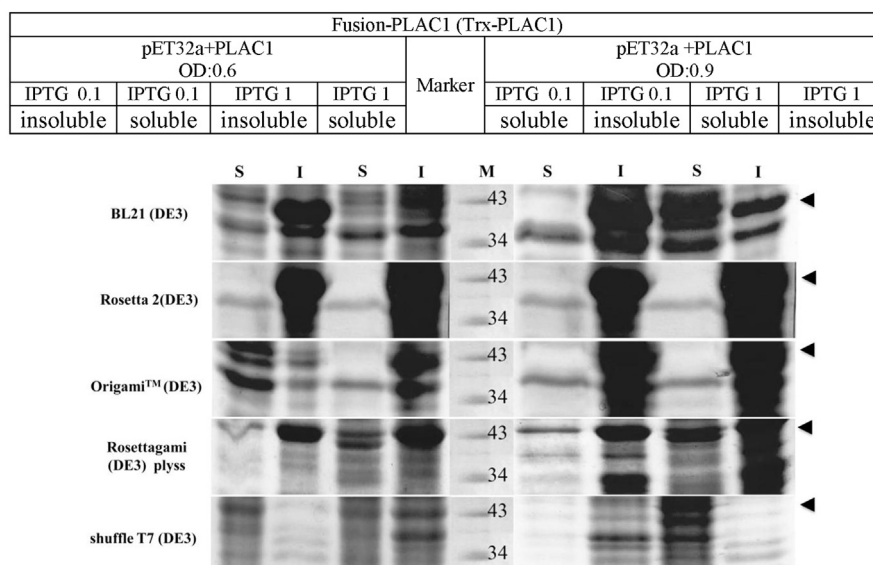 Fusion-PLAC1 (Trx-PLAC1)
pET32a+PLAC1
OD:0.6
Marker
pET32a +PLAC1
OD:0.9
IPTG 0.1 IPTG 0.1 IPTG 1 IPTG 1 IPTG 0.1 IPTG 0.1 IPTG 1 IPTG 1
insoluble soluble insoluble soluble soluble insoluble soluble insoluble
S I S I M S I S I
BL21 (DE3)
43
34
Rosetta 2(DE3)
43
34
Origami™ (DE3)
43
34
Rosettagami
(DE3) plyss
43
34
shuffle T7 (DE3)
43
34